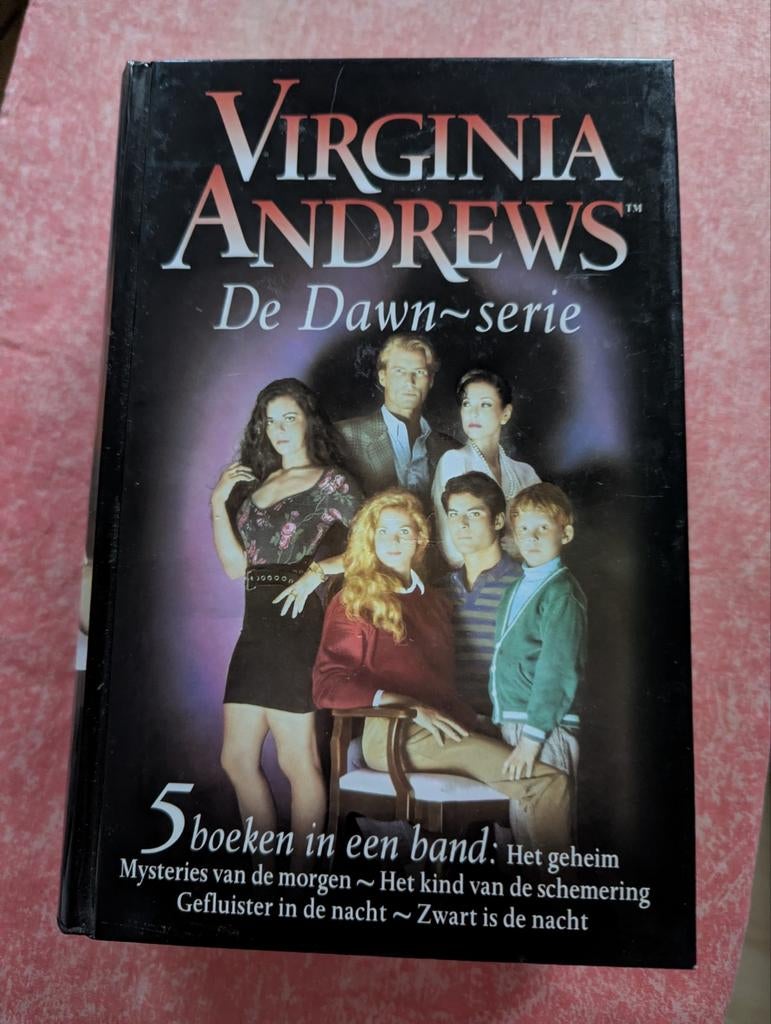 VIRGINIA
ANDREWS™
De Dawn~serie
5 boeken in een band: Het geheim
Mysteries van de morgen ~ Het kind van de schemering
Gefluister in de nacht ~ Zwart is de nacht